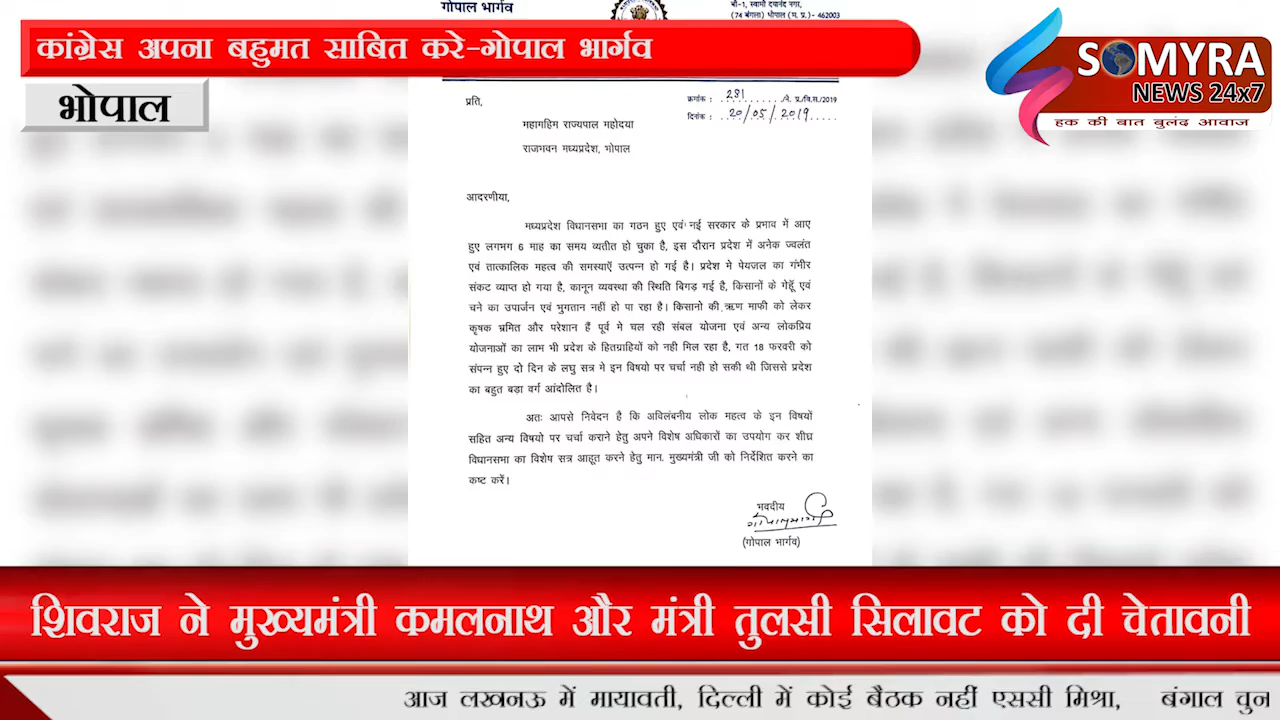 गोपाल भार्गव
बी-1, स्वामी दयानंद नगर,
(74 बंगला) भोपाल (म. प्र.) - 462003
कांग्रेस अपना बहुमत साबित करे-गोपाल भार्गव
भोपाल
SOMYRA
NEWS 24x7
हक की बात बुलंद आवाज
प्रति,
क्रमांक : 281 .नि. प्र./वि.स./2019
दिनांक : 20/05/2019
महामहिम राज्यपाल महोदया
राजभवन मध्यप्रदेश, भोपाल
आदरणीया,
मध्यप्रदेश विधानसभा का गठन हुए एवं नई सरकार के प्रभाव में आए
हुए लगभग 6 माह का समय व्यतीत हो चुका है, इस दौरान प्रदेश में अनेक ज्वलंत
एवं तात्कालिक महत्व की समस्याऐं उत्पन्न हो गई है। प्रदेश मे पेयजल का गंभीर
संकट व्याप्त हो गया है, कानून व्यवस्था की स्थिति बिगड़ गई है, किसानों के गेहूँ एवं
चने का उपार्जन एवं भुगतान नहीं हो पा रहा है। किसानो की ऋण माफी को लेकर
कृषक भ्रमित और परेशान हैं पूर्व मे चल रही संबल योजना एवं अन्य लोकप्रिय
योजनाओं का लाभ भी प्रदेश के हितग्राहियों को नही मिल रहा है, गत 18 फरवरी को
संपन्न हुए दो दिन के लघु सत्र मे इन विषयो पर चर्चा नही हो सकी थी जिससे प्रदेश
का बहुत बडा वर्ग आंदोलित है।
अतः आपसे निवेदन है कि अविलंबनीय लोक महत्व के इन विषयों
सहित अन्य विषयो पर चर्चा कराने हेतु अपने विशेष अधिकारों का उपयोग कर शीघ्र
विधानसभा का विशेष सत्र आहूत करने हेतु मान. मुख्यमंत्री जी को निर्देशित करने का
कष्ट करें।
भवदीय
(गोपाल भार्गव)
शिवराज ने मुख्यमंत्री कमलनाथ और मंत्री तुलसी सिलावट को दी चेतावनी
आज लखनऊ में मायावती, दिल्ली में कोई बैठक नहीं एससी मिश्रा, बंगाल चुन